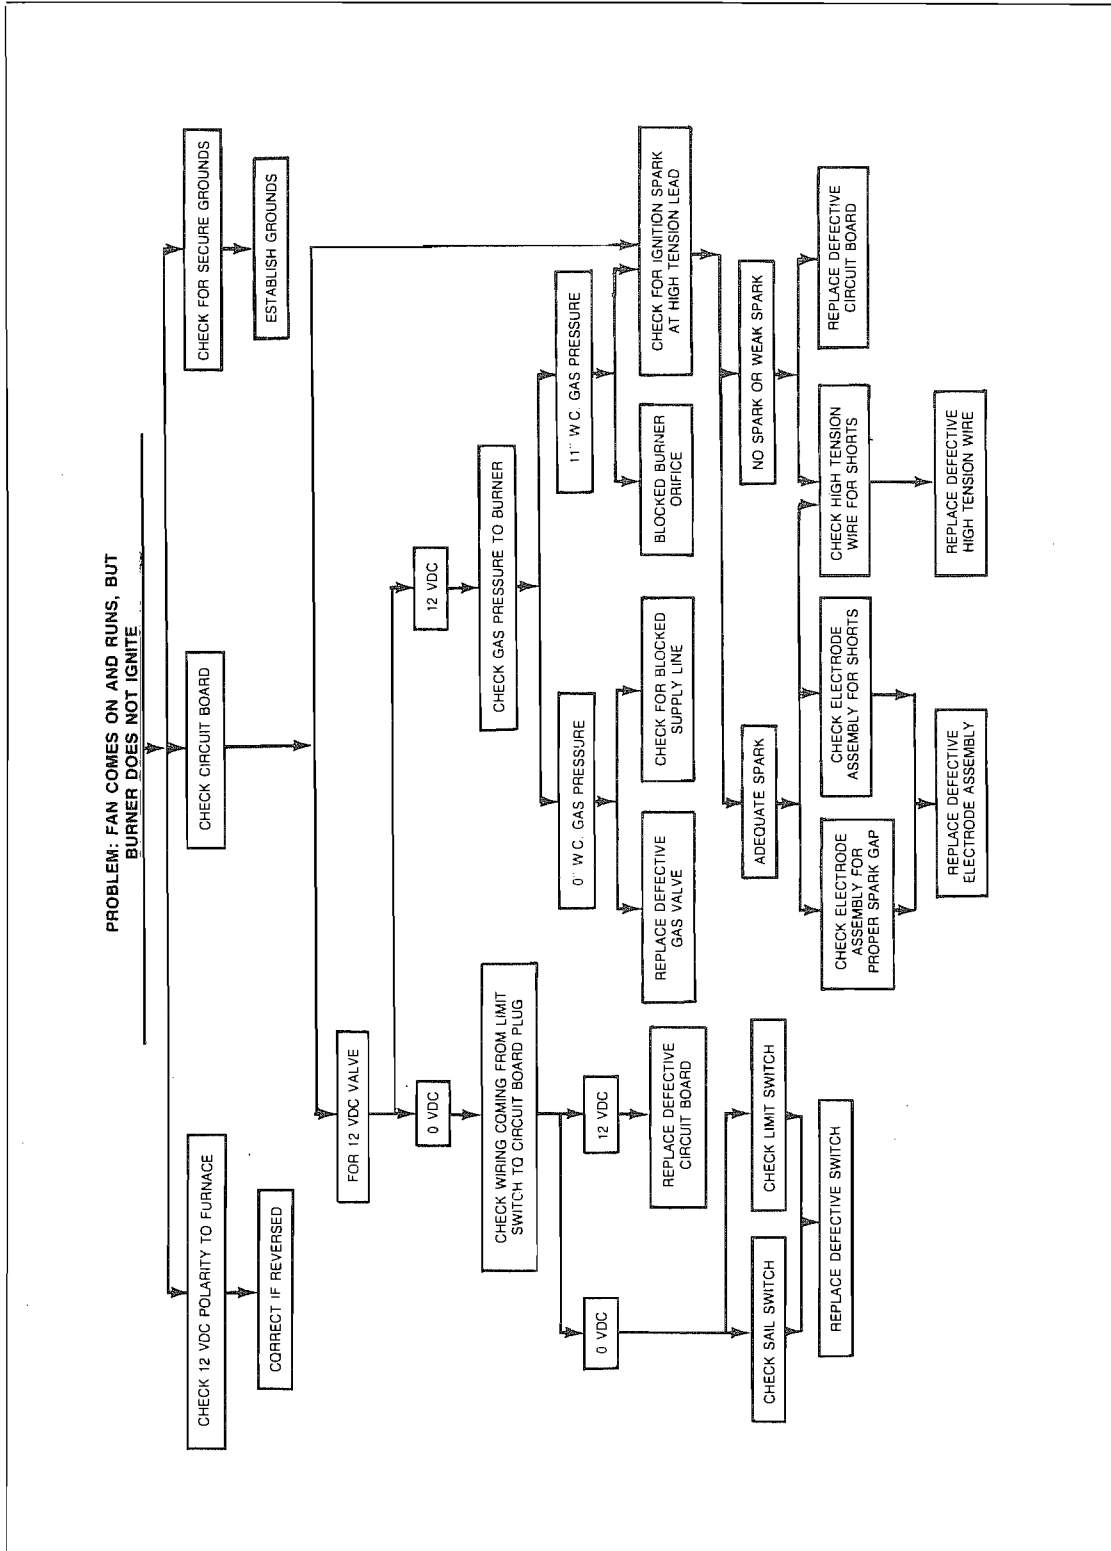 PROBLEM: FAN COMES ON AND RUNS, BUT
BURNER DOES NOT IGNITE
CHECK 12 VDC POLARITY TO FURNACE
CHECK CIRCUIT BOARD
CHECK FOR SECURE GROUNDS
CORRECT IF REVERSED
ESTABLISH GROUNDS
FOR 12 VDC VALVE
0 VDC
12 VDC
CHECK WIRING COMING FROM LIMIT
SWITCH TO CIRCUIT BOARD PLUG
CHECK GAS PRESSURE TO BURNER
0 VDC
12 VDC
0" W.C. GAS PRESSURE
11" W.C. GAS PRESSURE
REPLACE DEFECTIVE
CIRCUIT BOARD
REPLACE DEFECTIVE
GAS VALVE
CHECK FOR BLOCKED
SUPPLY LINE
BLOCKED BURNER
ORIFICE
CHECK FOR IGNITION SPARK
AT HIGH TENSION LEAD
CHECK SAIL SWITCH
CHECK LIMIT SWITCH
ADEQUATE SPARK
NO SPARK OR WEAK SPARK
REPLACE DEFECTIVE SWITCH
CHECK ELECTRODE
ASSEMBLY FOR
PROPER SPARK GAP
CHECK ELECTRODE
ASSEMBLY FOR SHORTS
CHECK HIGH TENSION
WIRE FOR SHORTS
REPLACE DEFECTIVE
CIRCUIT BOARD
REPLACE DEFECTIVE
ELECTRODE ASSEMBLY
REPLACE DEFECTIVE
HIGH TENSION WIRE